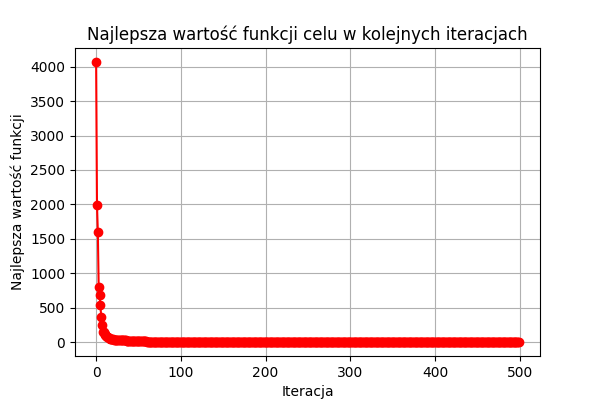 Najlepsza wartość funkcji celu w kolejnych iteracjach
Najlepsza wartość funkcji
4000
3500
3000
2500
2000
1500
1000
500
0
0 100 200 300 400 500
Iteracja